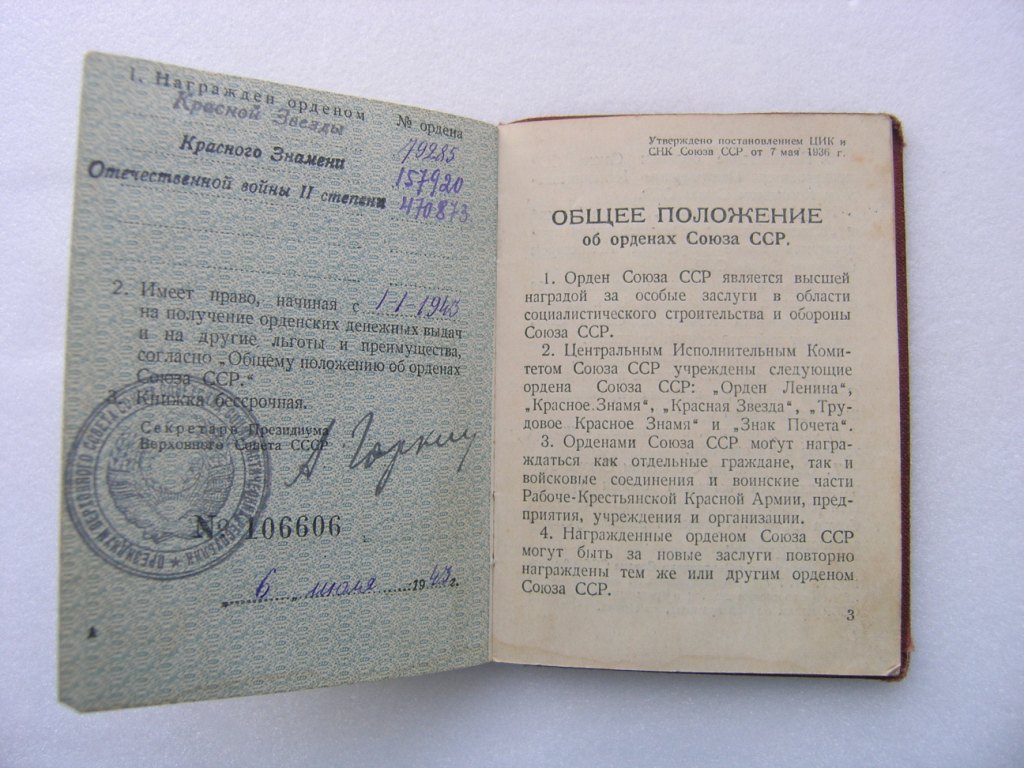 1. Награжден орденом № ордена
Красной Звезды 79285
Красного Знамени 157920
Отечественной войны II степени 470873
2. Имеет право, начиная с 1-1-1943
на получение орденских денежных выдач
и на другие льготы и преимущества,
согласно „Общему положению об орденах
Союза ССР.“
3. Книжка бессрочная.
Секретарь Президиума
Верховного Совета СССР
А Горкин
№ 106606
6 „ июля 1943 г.
Утверждено постановлением ЦИК и
СНК Союза ССР от 7 мая 1936 г.
ОБЩЕЕ ПОЛОЖЕНИЕ
об орденах Союза ССР.
1. Орден Союза ССР является высшей
наградой за особые заслуги в области
социалистического строительства и обороны
Союза ССР.
2. Центральным Исполнительным Коми-
тетом Союза ССР учреждены следующие
ордена Союза ССР: „Орден Ленина“,
„Красное Знамя“, „Красная Звезда“, „Тру-
довое Красное Знамя“ и „Знак Почета“.
3. Орденами Союза ССР могут награ-
ждаться как отдельные граждане, так и
войсковые соединения и воинские части
Рабоче-Крестьянской Красной Армии, пред-
приятия, учреждения и организации.
4. Награжденные орденом Союза ССР
могут быть за новые заслуги повторно
награждены тем же или другим орденом
Союза ССР.
3